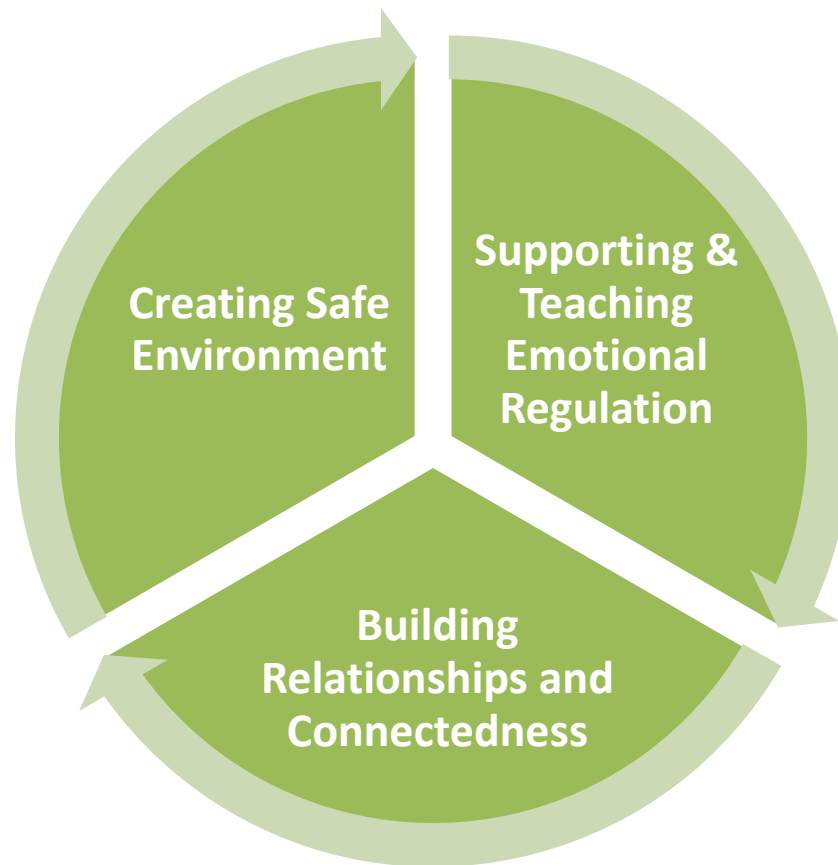 Creating Safe
Environment
Supporting &
Teaching
Emotional
Regulation
Building
Relationships and
Connectedness